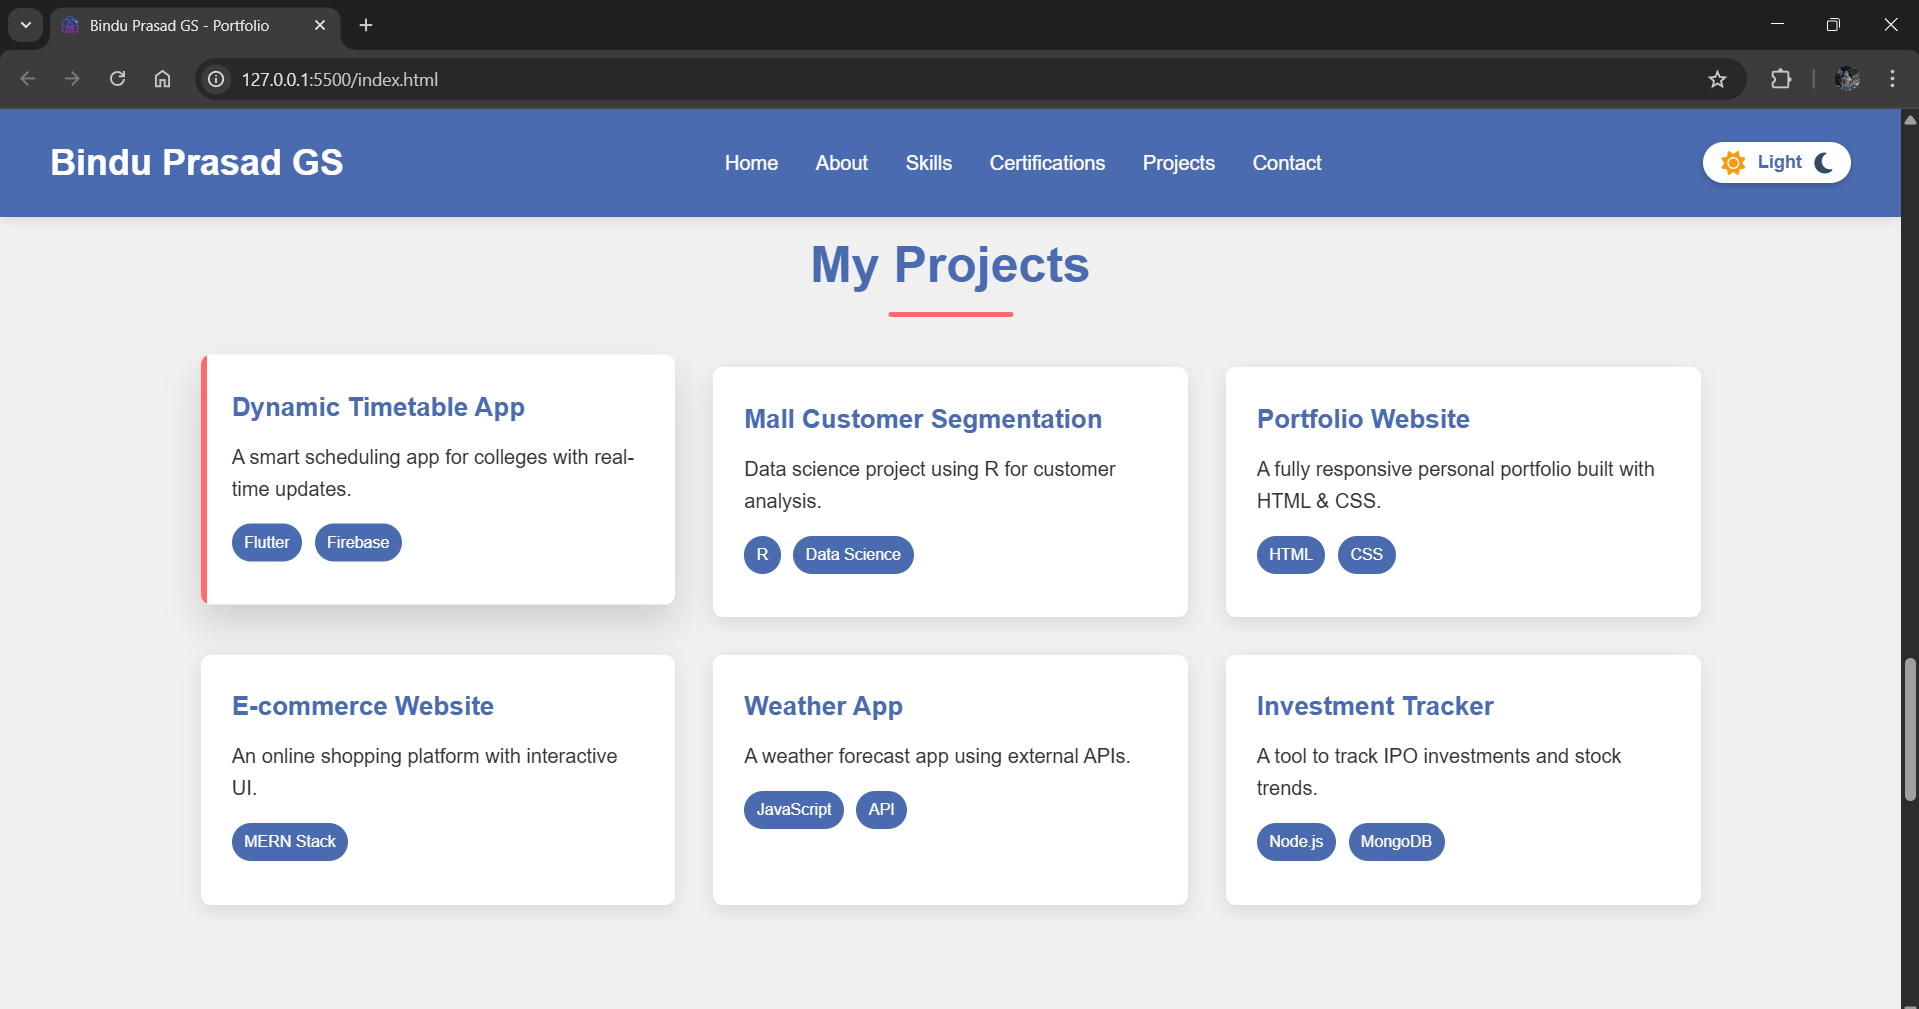 Bindu Prasad GS - Portfolio
127.0.0.1:5500/index.html
Bindu Prasad GS
Home About Skills Certifications Projects Contact
Light
My Projects
Dynamic Timetable App
A smart scheduling app for colleges with real-
time updates.
Flutter Firebase
Mall Customer Segmentation
Data science project using R for customer
analysis.
R Data Science
Portfolio Website
A fully responsive personal portfolio built with
HTML & CSS.
HTML CSS
E-commerce Website
An online shopping platform with interactive
UI.
MERN Stack
Weather App
A weather forecast app using external APIs.
JavaScript API
Investment Tracker
A tool to track IPO investments and stock
trends.
Node.js MongoDB